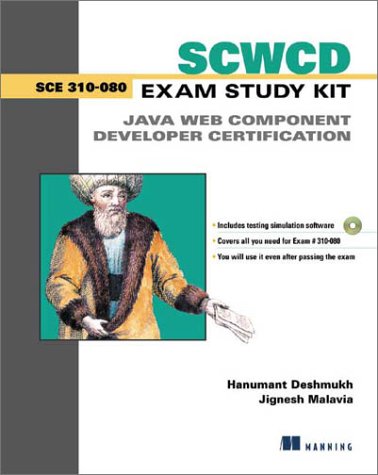 SCWCD
SCE 310-080
EXAM STUDY KIT
JAVA WEB COMPONENT
DEVELOPER CERTIFICATION
• Includes testing simulation software
• Covers all you need for Exam # 310-080
• You will use it even after passing the exam
Hanumant Deshmukh
Jignesh Malavia
MANNING